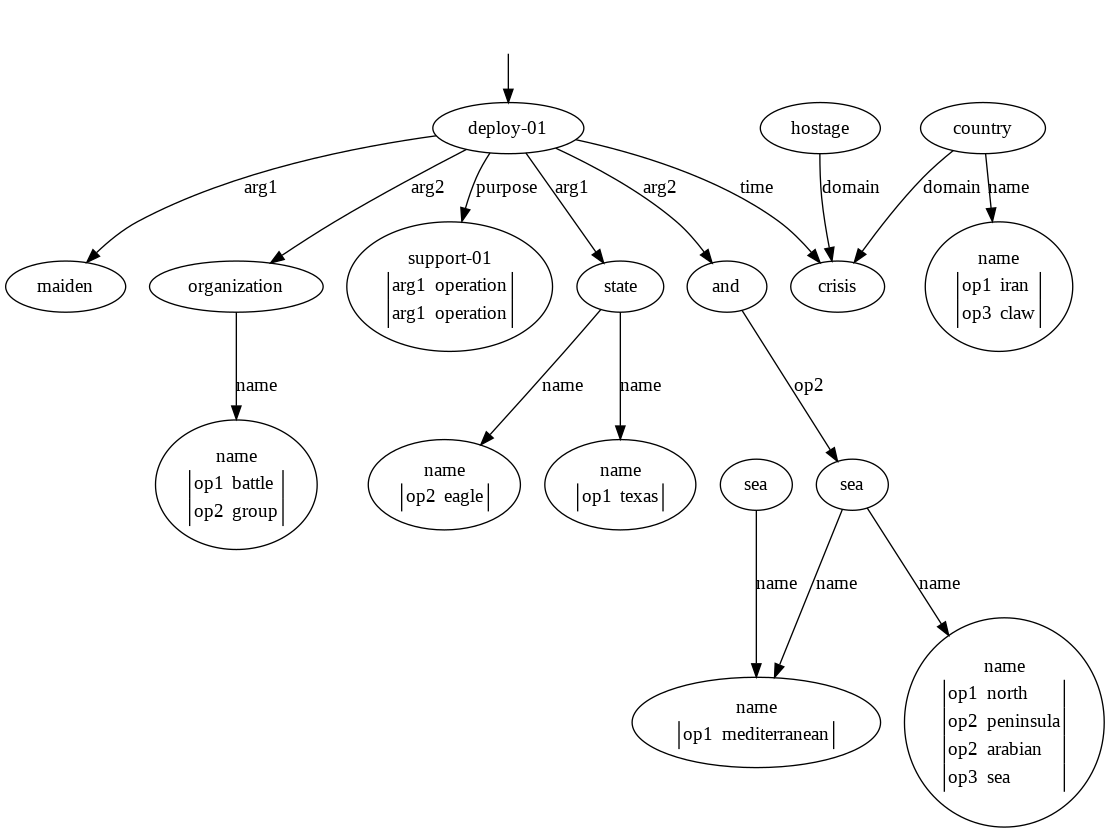 deploy-01
hostage
country
arg1
arg2
purpose
arg1
arg2
time
domain
domain
name
maiden
organization
support-01
arg1 operation
arg1 operation
state
and
crisis
name
op1 iran
op3 claw
name
name
name
op2
name
op1 battle
op2 group
name
op2 eagle
name
op1 texas
sea
sea
name
name
name
name
op1 mediterranean
name
op1 north
op2 peninsula
op2 arabian
op3 sea